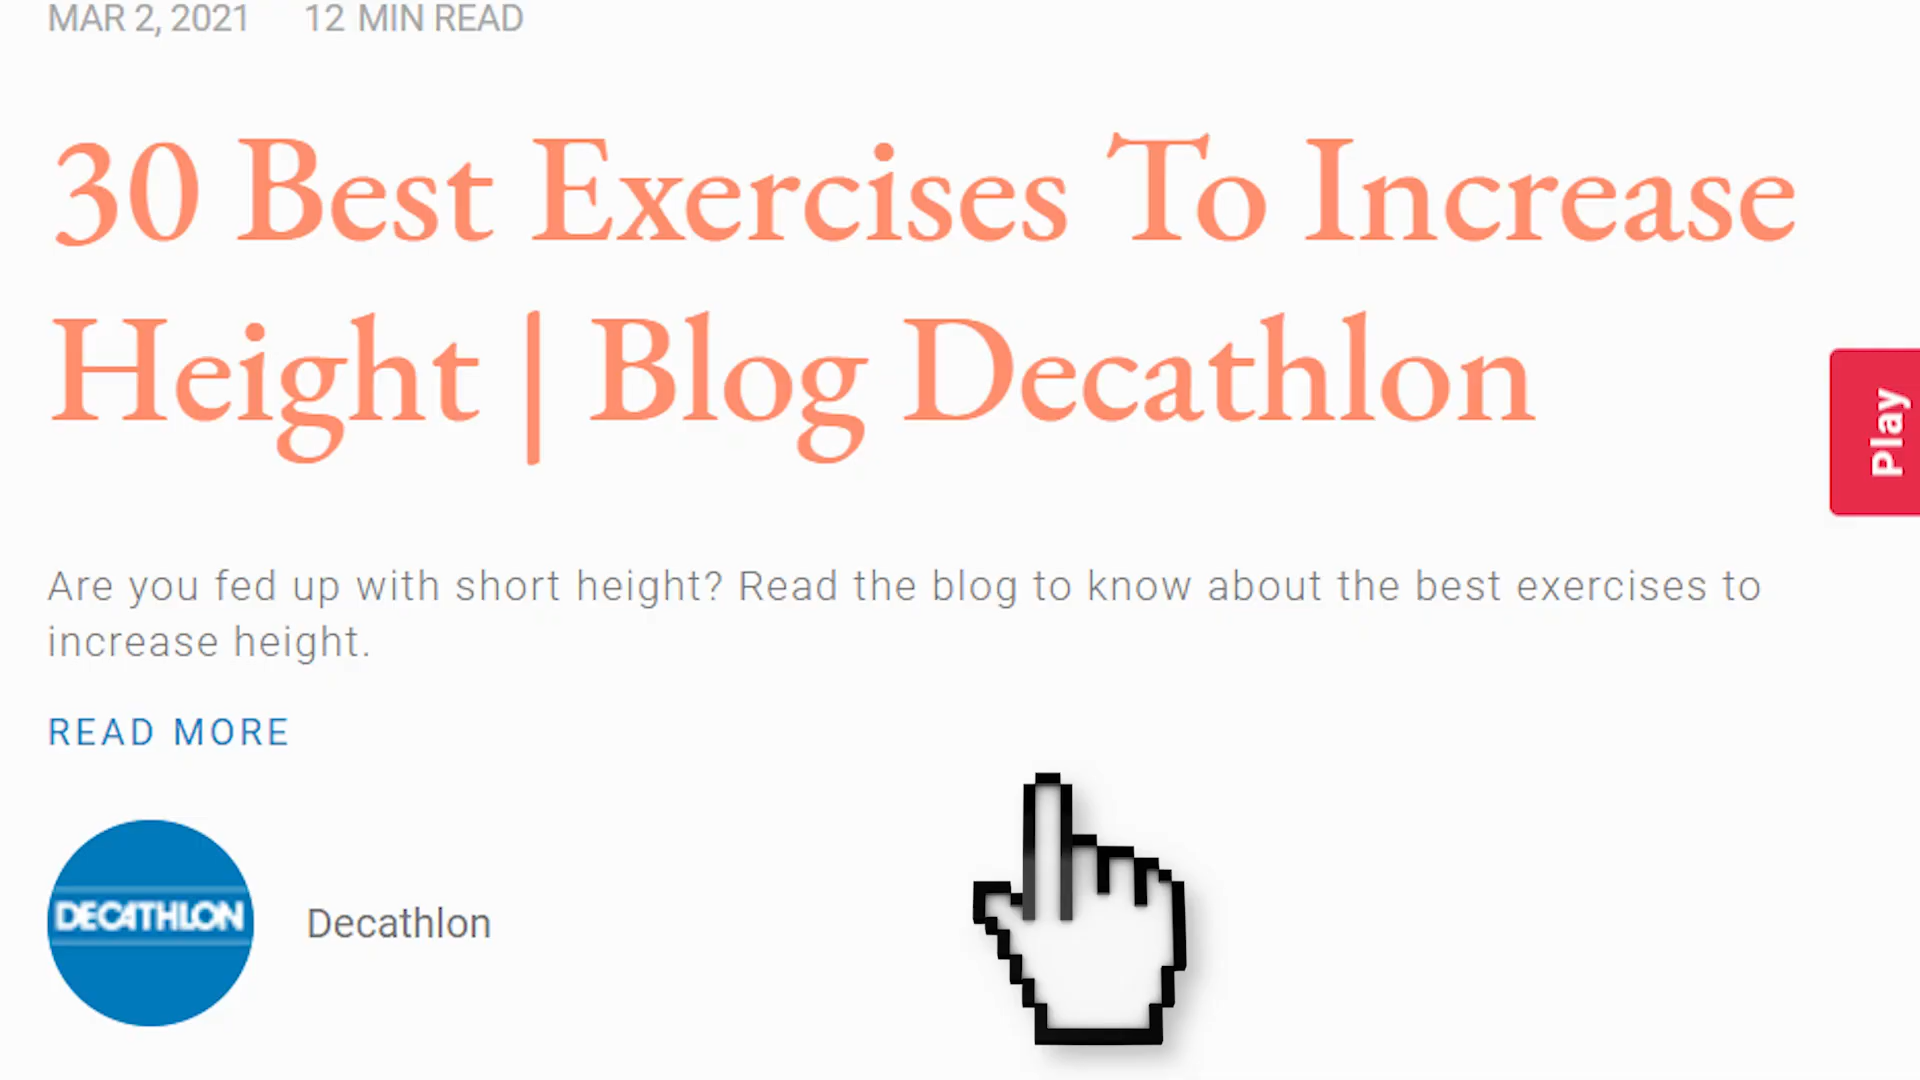 MAR 2, 2021 12 MIN READ
30 Best Exercises To Increase
Height | Blog Decathlon
Play
Are you fed up with short height? Read the blog to know about the best exercises to
increase height.
READ MORE
DECATHLON
Decathlon